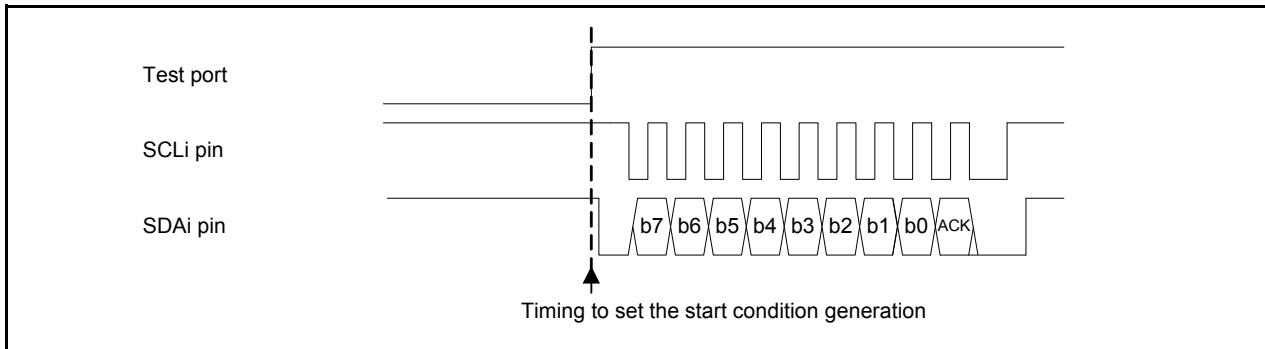 Test port
SCLi pin
SDAi pin
b7 b6 b5 b4 b3 b2 b1 b0 ACK
Timing to set the start condition generation